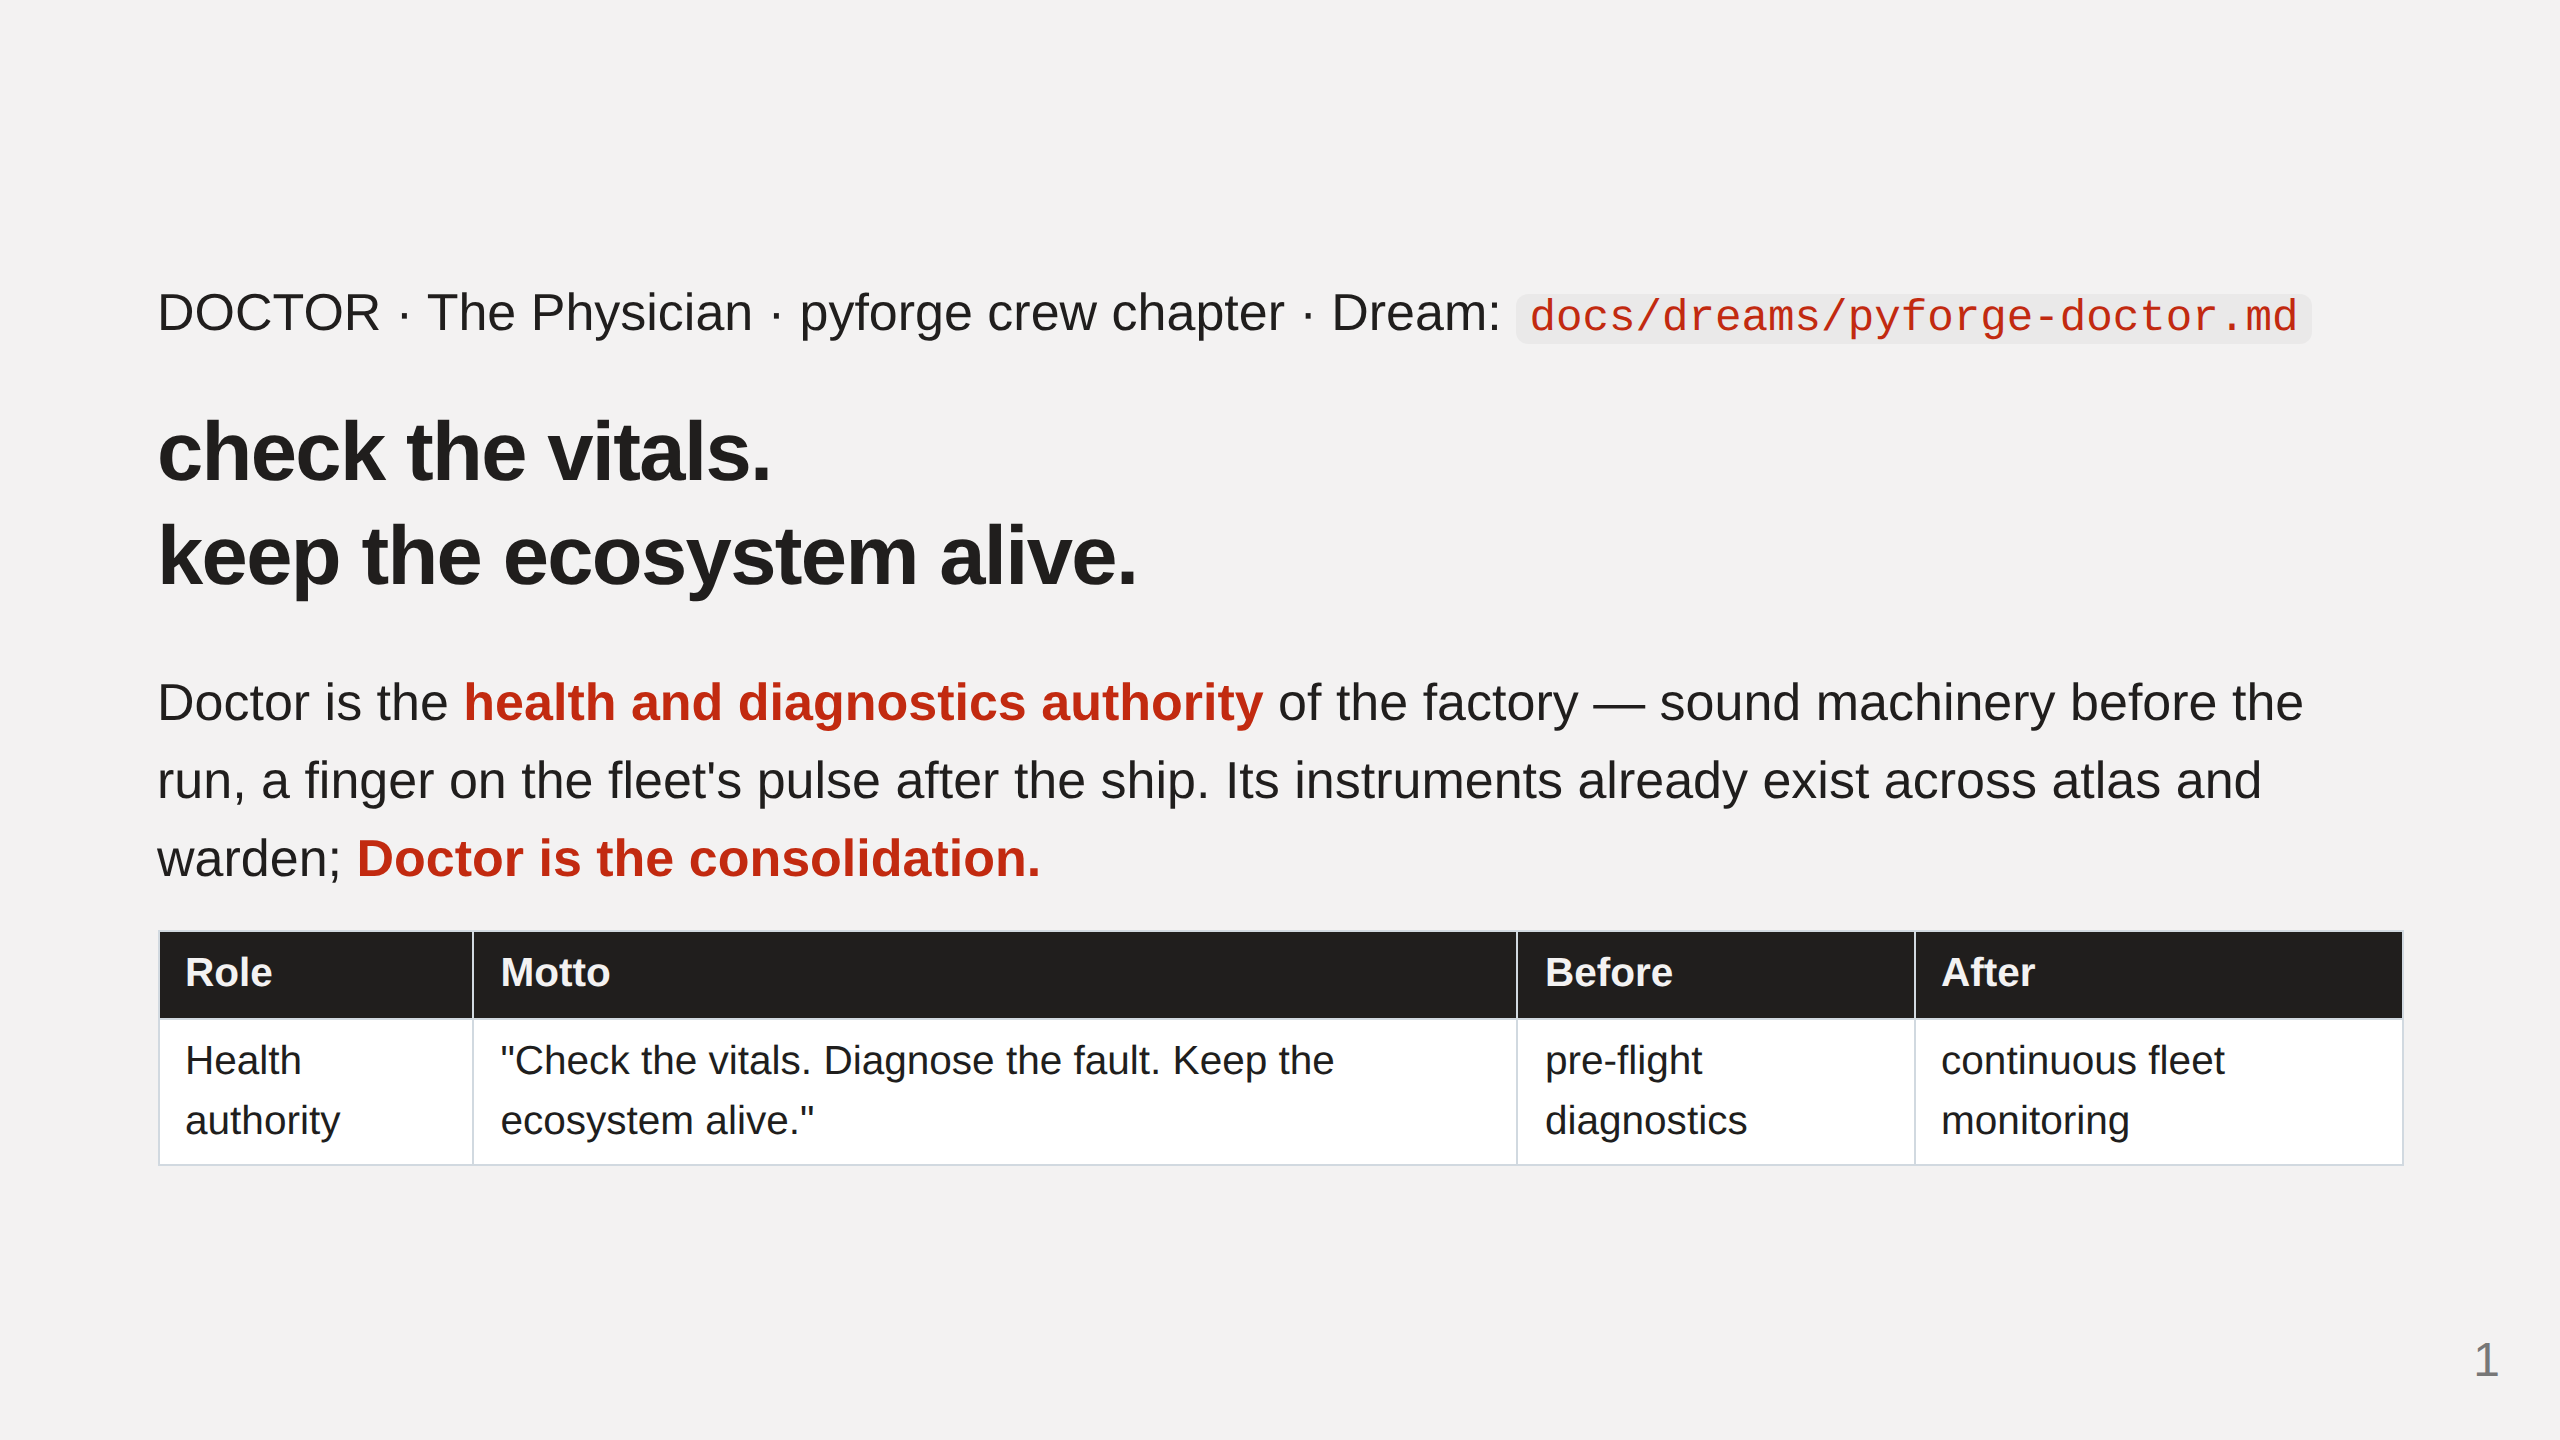 DOCTOR · The Physician · pyforge crew chapter · Dream: docs/dreams/pyforge-doctor.md
check the vitals.
keep the ecosystem alive.
Doctor is the health and diagnostics authority of the factory — sound machinery before the
run, a finger on the fleet's pulse after the ship. Its instruments already exist across atlas and
warden; Doctor is the consolidation.
Role Motto Before After
Health "Check the vitals. Diagnose the fault. Keep the pre-flight continuous fleet
authority ecosystem alive." diagnostics monitoring
1